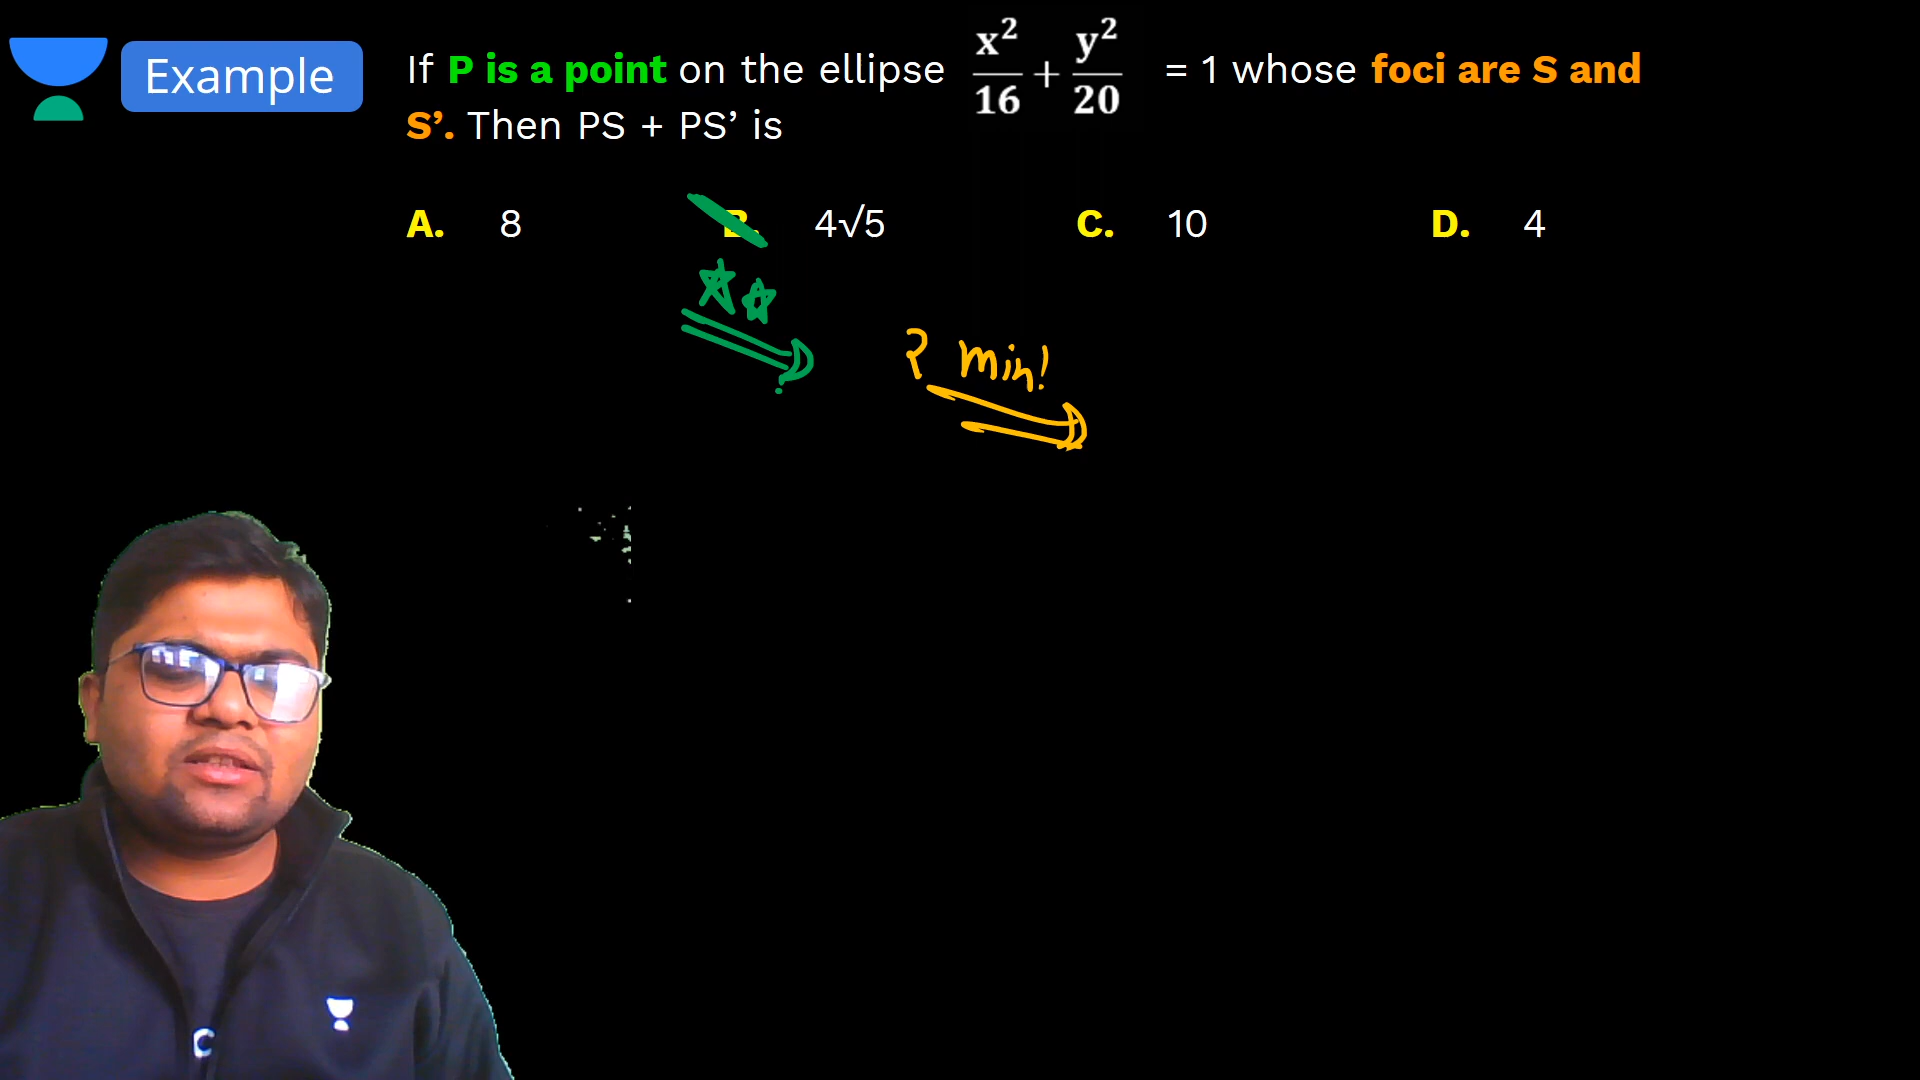 Example
If P is a point on the ellipse x²/16 + y²/20 = 1 whose foci are S and
S’. Then PS + PS’ is
A. 8 B. 4√5 C. 10 D. 4
? min!
C